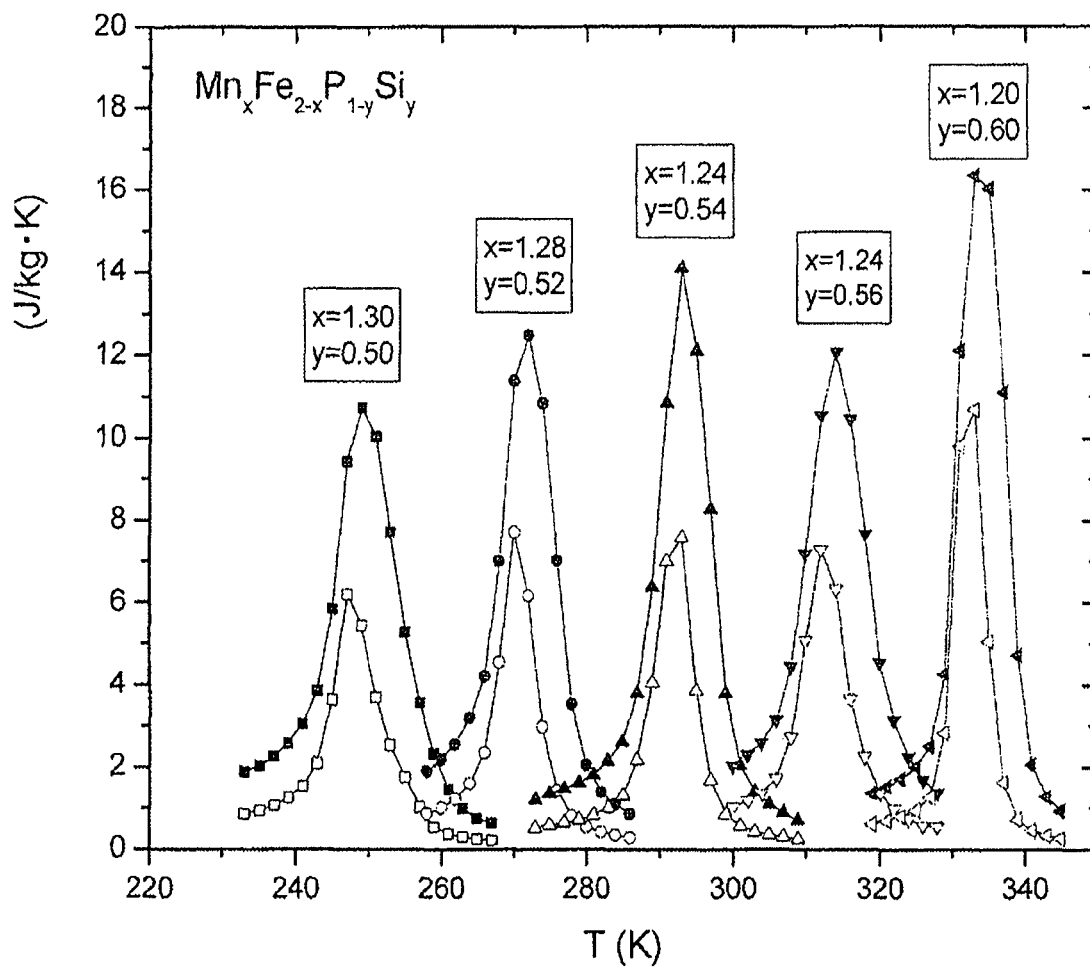 20
18
16
14
12
10
8
6
4
2
0
(J/kg·K)
MnₓFe₂₋ₓP₁₋ᵧSiᵧ
x=1.30
y=0.50
x=1.28
y=0.52
x=1.24
y=0.54
x=1.24
y=0.56
x=1.20
y=0.60
220 240 260 280 300 320 340
T (K)